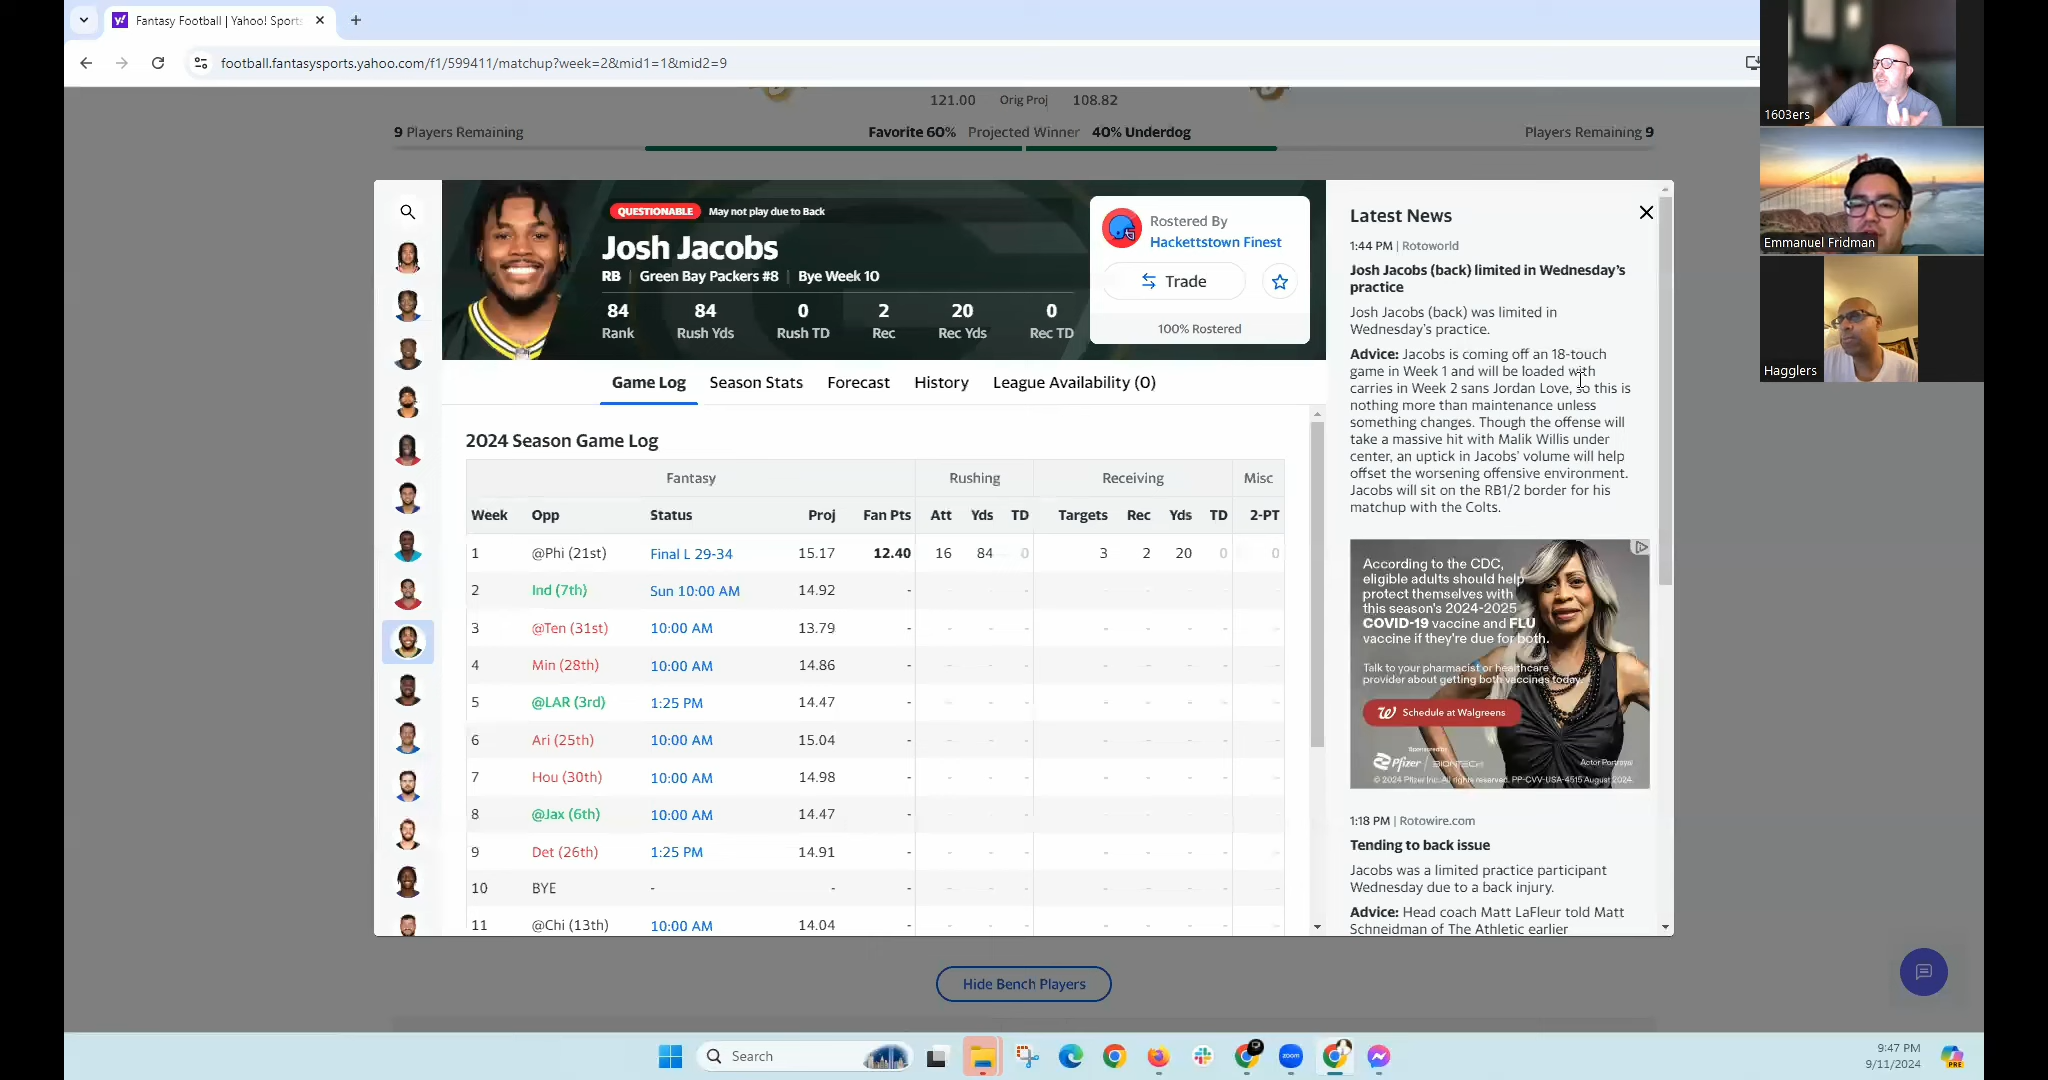 Fantasy Football | Yahoo! Sports
football.fantasysports.yahoo.com/f1/599411/matchup?week=2&mid1=1&mid2=9
121.00 Orig Proj 108.82
9 Players Remaining Favorite 60% Projected Winner 40% Underdog Players Remaining 9
QUESTIONABLE May not play due to Back
Josh Jacobs
RB | Green Bay Packers #8 | Bye Week 10
84 84 0 2 20 0
Rank Rush Yds Rush TD Rec Rec Yds Rec TD
Rostered By
Hackettstown Finest
Trade
100% Rostered
Game Log Season Stats Forecast History League Availability (0)
2024 Season Game Log
Fantasy Rushing Receiving Misc
Week Opp Status Proj Fan Pts Att Yds TD Targets Rec Yds TD 2-PT
1 @Phi (21st) Final L 29-34 15.17 12.40 16 84 0 3 2 20 0 0
2 Ind (7th) Sun 10:00 AM 14.92 - - - - - - - - -
3 @Ten (31st) 10:00 AM 13.79 - - - - - - - - -
4 Min (28th) 10:00 AM 14.86 - - - - - - - - -
5 @LAR (3rd) 1:25 PM 14.47 - - - - - - - - -
6 Ari (25th) 10:00 AM 15.04 - - - - - - - - -
7 Hou (30th) 10:00 AM 14.98 - - - - - - - - -
8 @Jax (6th) 10:00 AM 14.47 - - - - - - - - -
9 Det (26th) 1:25 PM 14.91 - - - - - - - - -
10 BYE - - - - - - - - - - -
11 @Chi (13th) 10:00 AM 14.04 - - - - - - - - -
Latest News
1:44 PM | Rotoworld
Josh Jacobs (back) limited in Wednesday's
practice
Josh Jacobs (back) was limited in
Wednesday's practice.
Advice: Jacobs is coming off an 18-touch
game in Week 1 and will be loaded with
carries in Week 2 sans Jordan Love, so this is
nothing more than maintenance unless
something changes. Though the offense will
take a massive hit with Malik Willis under
center, an uptick in Jacobs' volume will help
offset the worsening offensive environment.
Jacobs will sit on the RB1/2 border for his
matchup with the Colts.
According to the CDC,
eligible adults should help
protect themselves with
this season's 2024-2025
COVID-19 vaccine and FLU
vaccine if they're due for both.
Talk to your pharmacist or healthcare
provider about getting both vaccines today.
Schedule at Walgreens
Sponsored by
Pfizer | BIONTECH Actor Portrayal
© 2024 Pfizer Inc. All rights reserved. PP-CVV-USA-4515 August 2024.
1:18 PM | Rotowire.com
Tending to back issue
Jacobs was a limited practice participant
Wednesday due to a back injury.
Advice: Head coach Matt LaFleur told Matt
Schneidman of The Athletic earlier
Hide Bench Players
1603ers
Emmanuel Fridman
Hagglers
Search
zoom
9:47 PM
9/11/2024
PRE